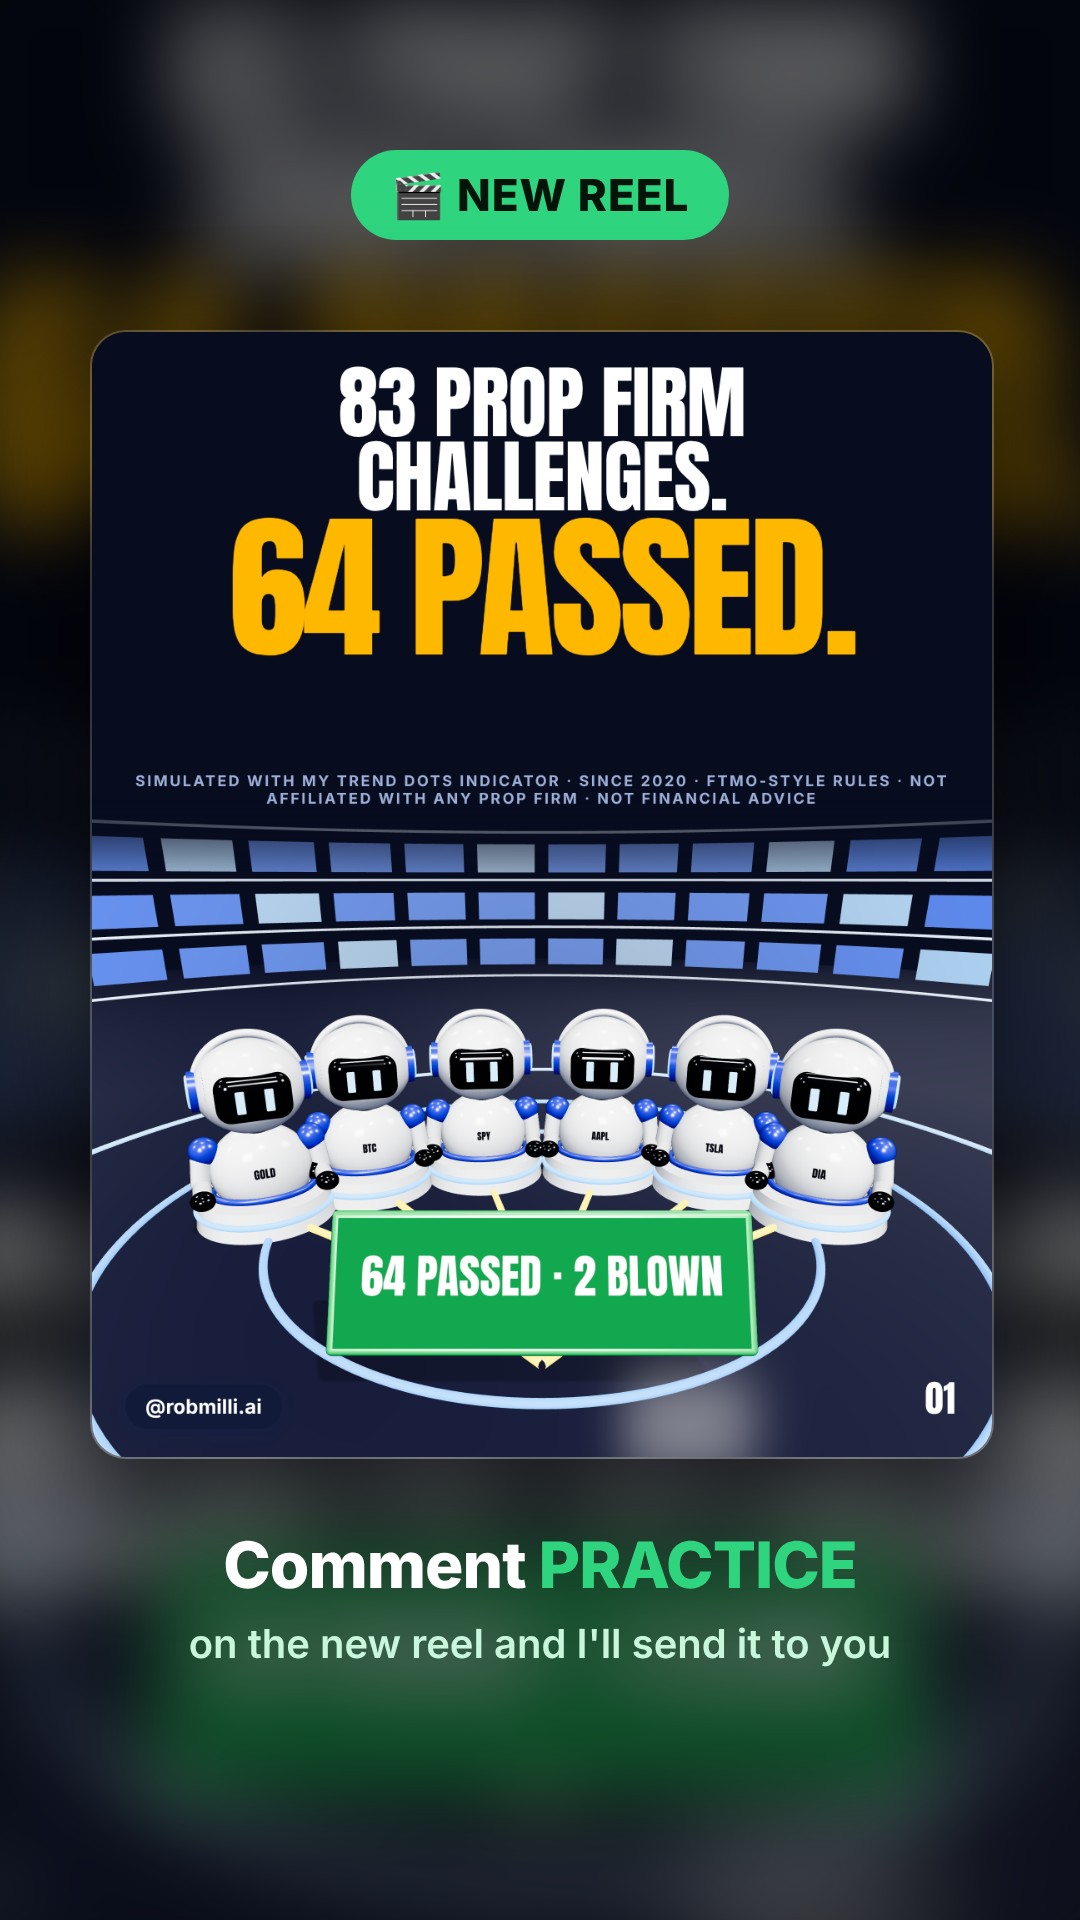 🎬 NEW REEL
83 PROP FIRM
CHALLENGES.
64 PASSED.
SIMULATED WITH MY TREND DOTS INDICATOR · SINCE 2020 · FTMO-STYLE RULES · NOT
AFFILIATED WITH ANY PROP FIRM · NOT FINANCIAL ADVICE
GOLD
BTC
SPY
AAPL
TSLA
DIA
64 PASSED · 2 BLOWN
@robmilli.ai
01
Comment PRACTICE
on the new reel and I'll send it to you